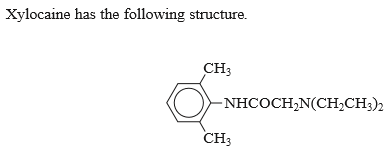 Xylocaine has the following structure.
CH₃
NHCOCH₂N(CH₂CH₃)₂
CH₃